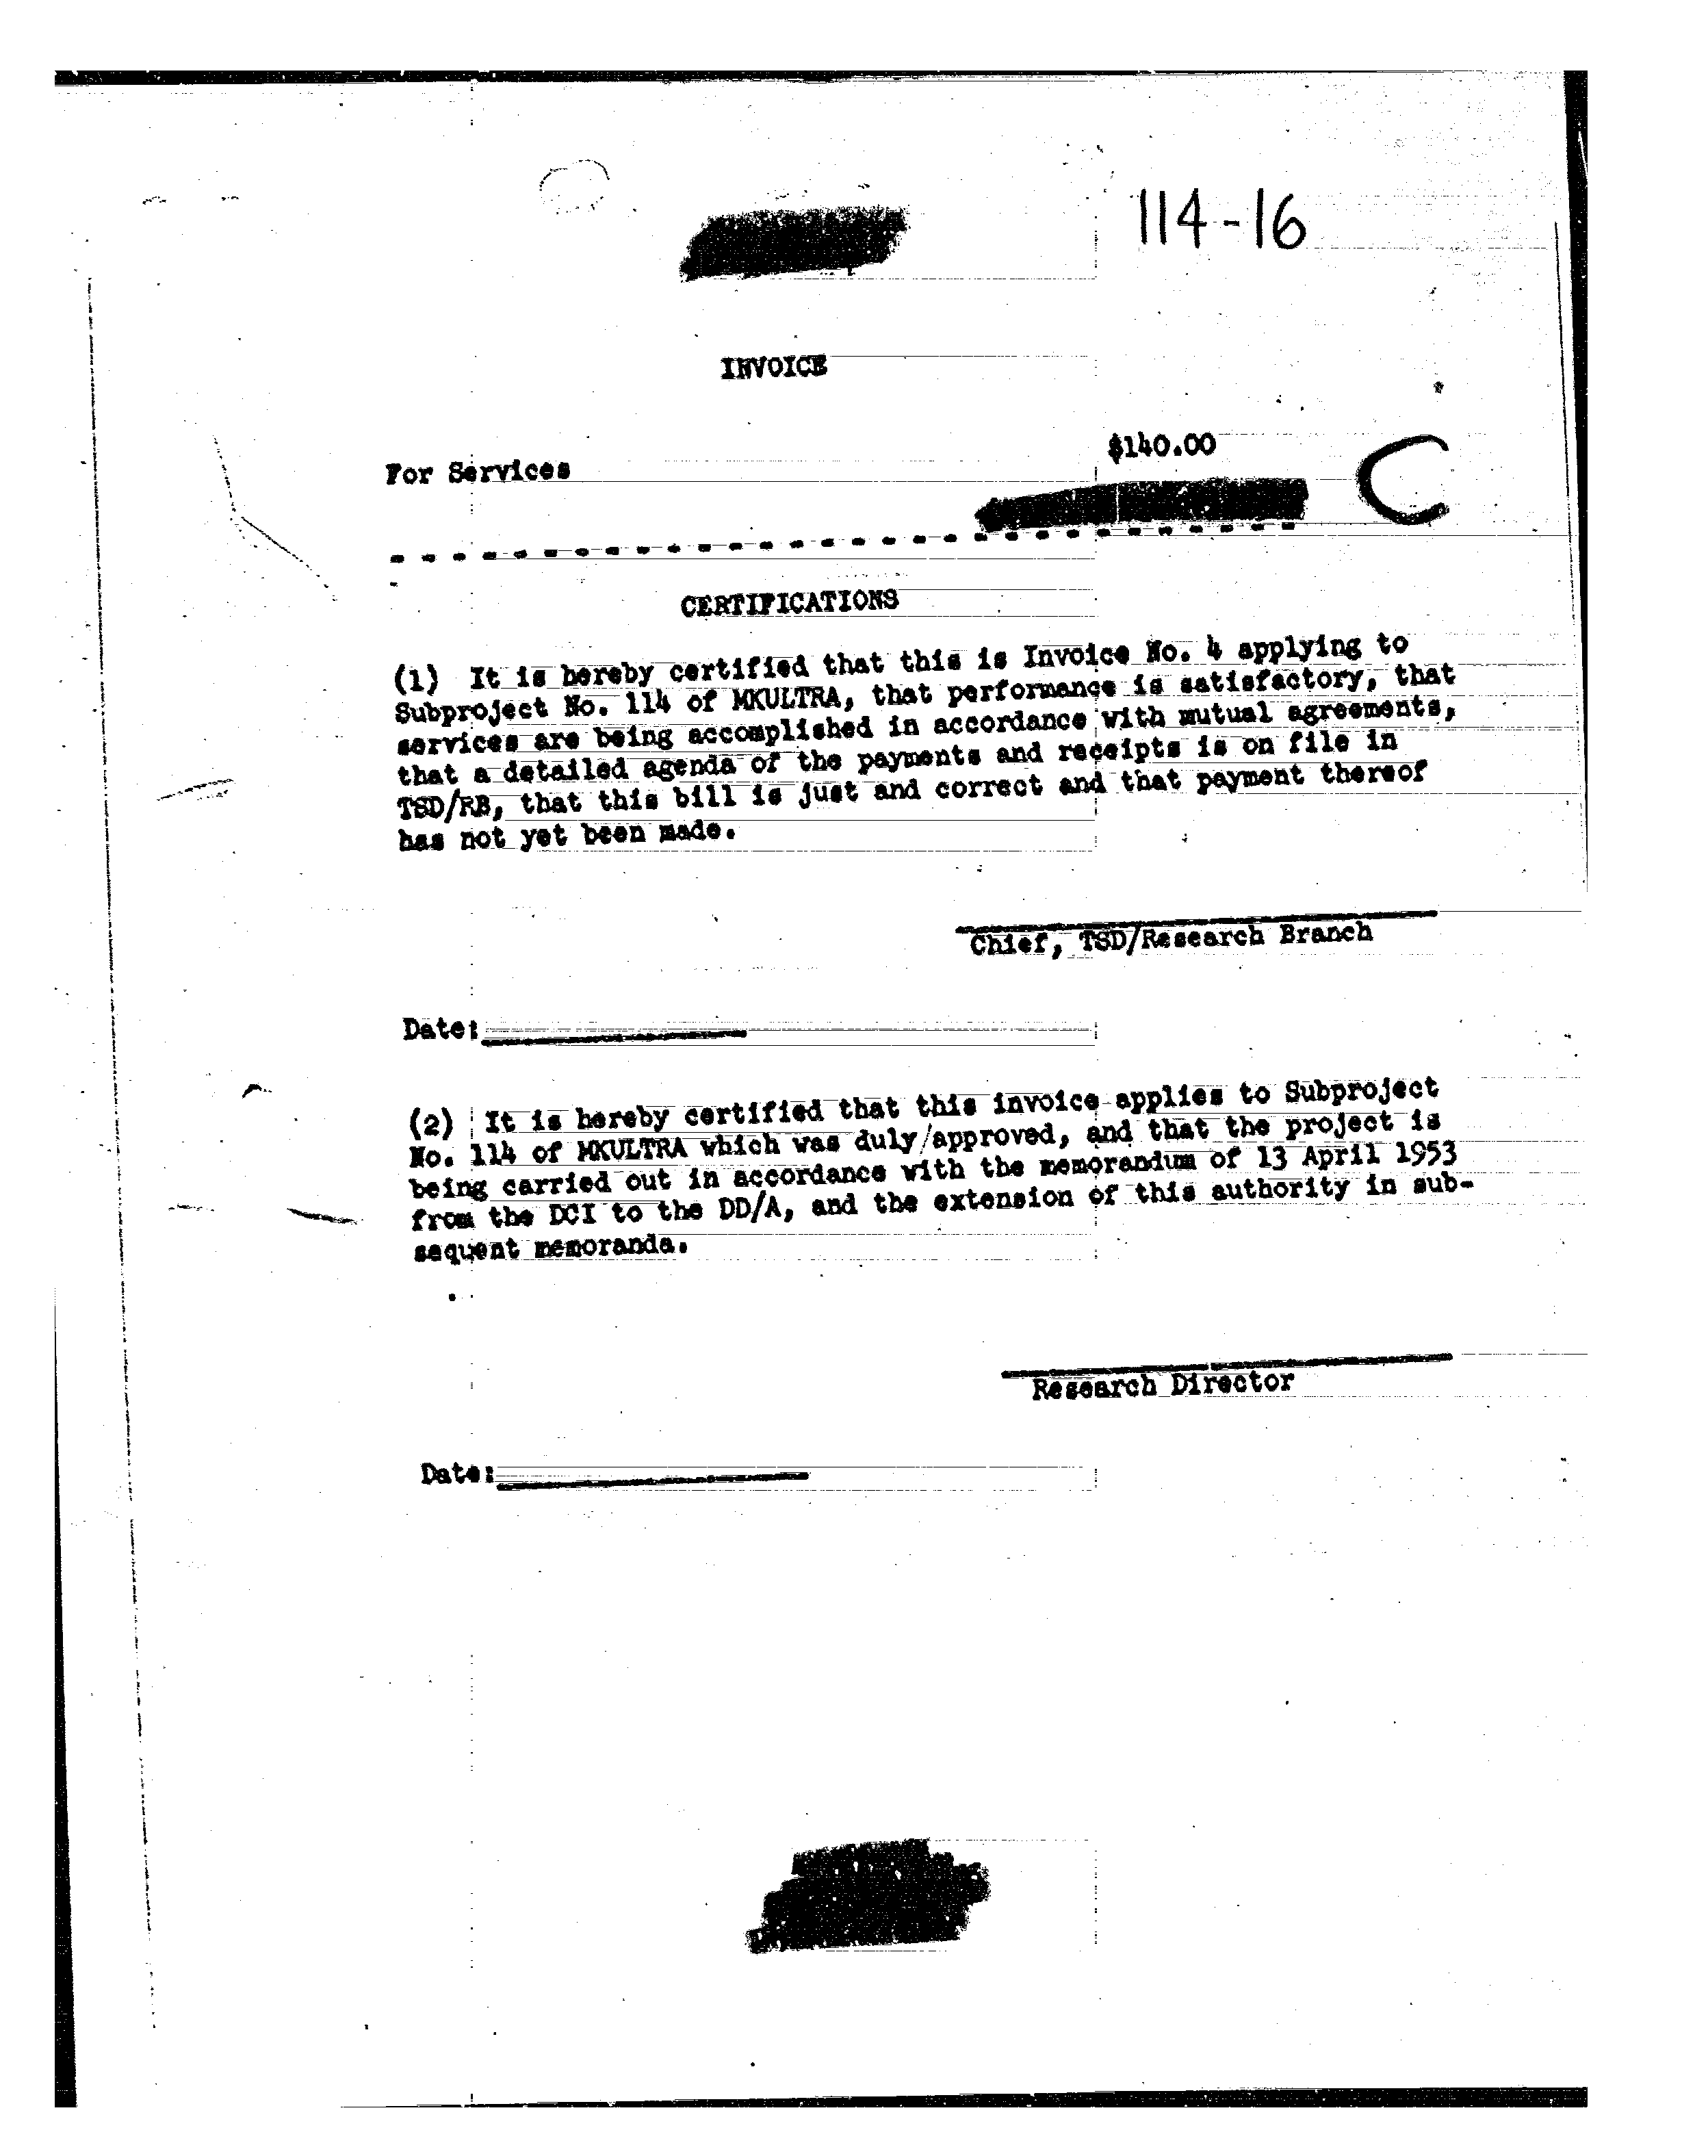 114-16
INVOICE
$140.00
For Services
C
- - - - - - - - - - - - - - - - - - - - - - - - - - - - - -
-
CERTIFICATIONS
(1) It is hereby certified that this is Invoice No. 4 applying to
Subproject No. 114 of MKULTRA, that performance is satisfactory, that
services are being accomplished in accordance with mutual agreements,
that a detailed agenda of the payments and receipts is on file in
TSD/RB, that this bill is just and correct and that payment thereof
has not yet been made.
Chief, TSD/Research Branch
Date:
(2) It is hereby certified that this invoice applies to Subproject
No. 114 of MKULTRA which was duly/approved, and that the project is
being carried out in accordance with the memorandum of 13 April 1953
from the DCI to the DD/A, and the extension of this authority in sub-
sequent memoranda.
Research Director
Date: